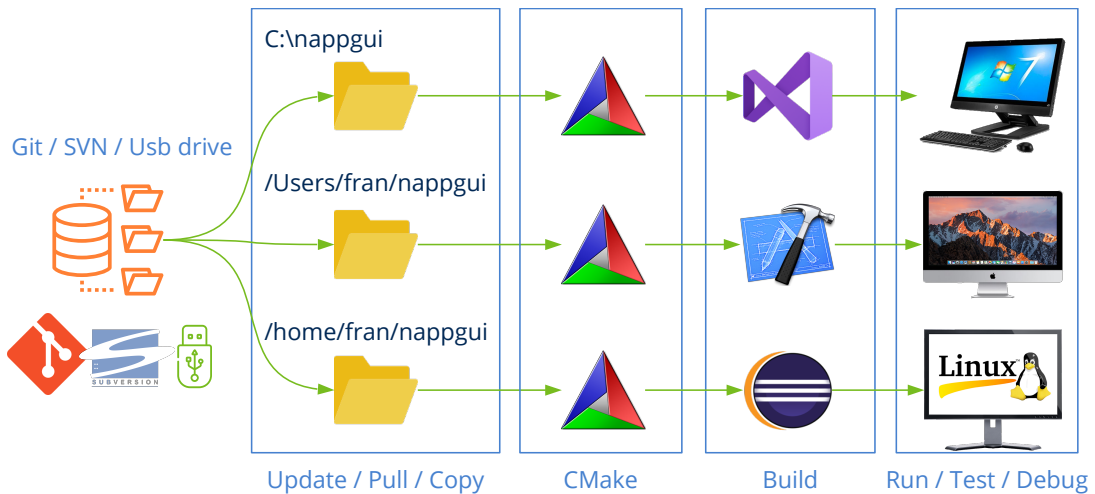 C:\nappgui
Git / SVN / Usb drive
/Users/fran/nappgui
/home/fran/nappgui
SUBVERSION
7
Linux
Update / Pull / Copy
CMake
Build
Run / Test / Debug